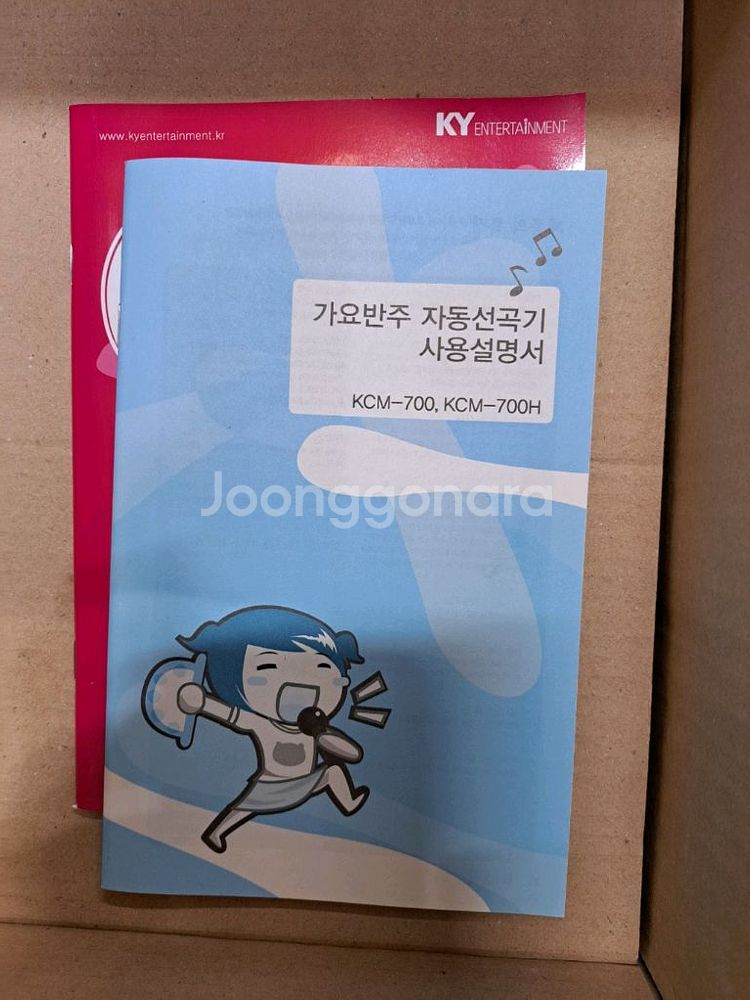 www.kyentertainment.kr
KY ENTERTAINMENT
가요반주 자동선곡기
사용설명서
KCM-700, KCM-700H
Joonggonara